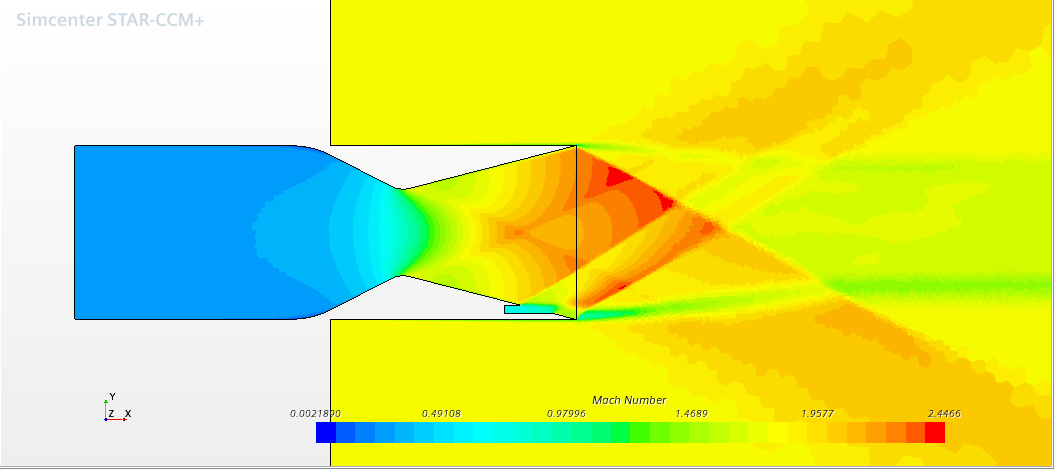 Simcenter STAR-CCM+
Y
Z X
Mach Number
0.0021890 0.49108 0.97996 1.4689 1.9577 2.4466